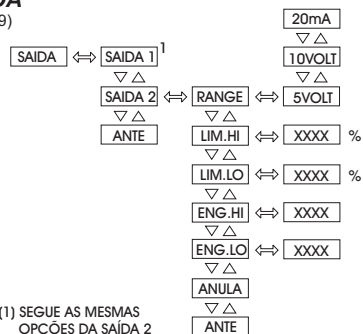 9)
20mA
SAIDA SAIDA 1 1 10VOLT
SAIDA 2 RANGE 5VOLT
ANTE LIM.HI XXXX %
LIM.LO XXXX %
ENG.HI XXXX
ENG.LO XXXX
ANULA
(1) SEGUE AS MESMAS
OPCÕES DA SAÍDA 2
ANTE